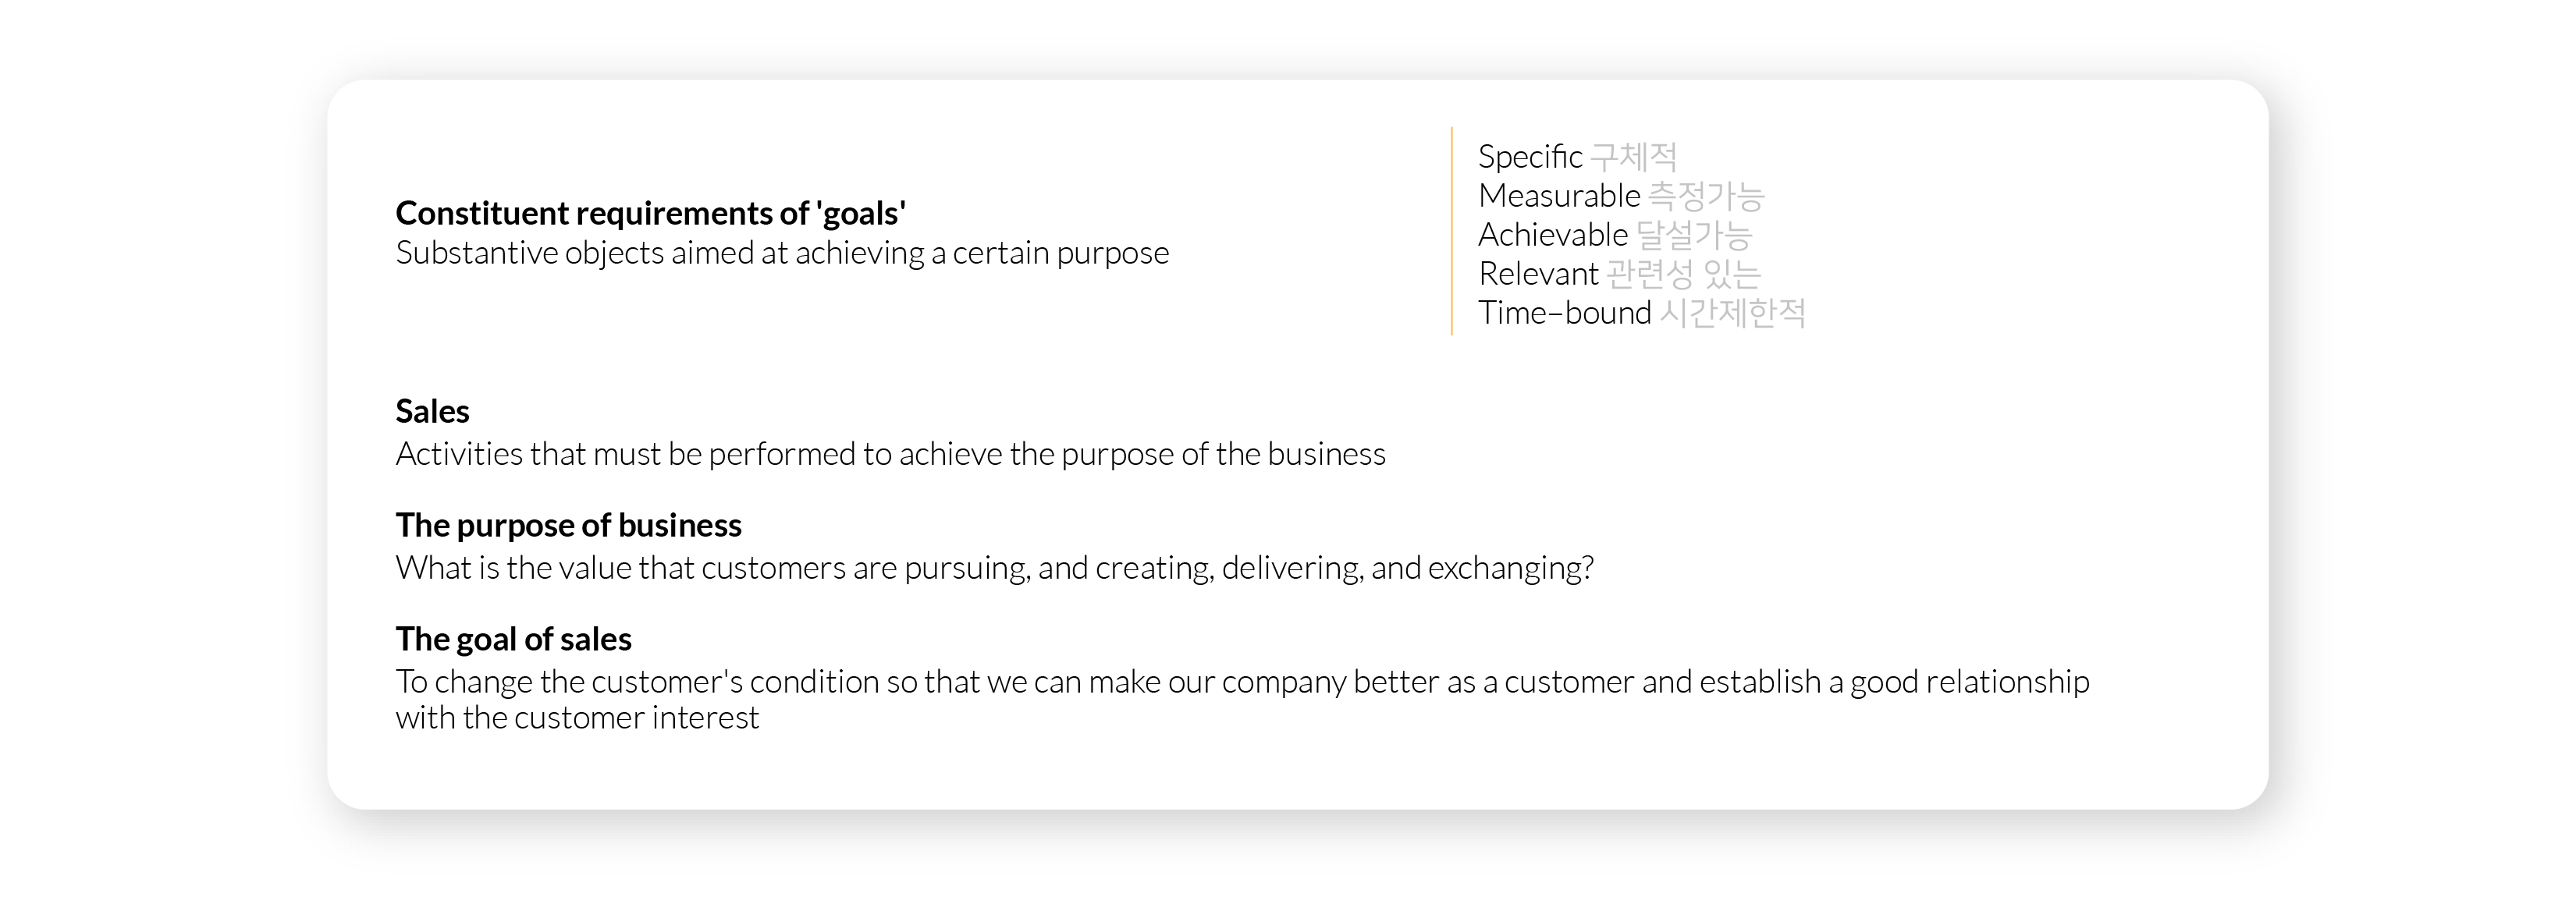 Constituent requirements of 'goals'
Substantive objects aimed at achieving a certain purpose
Specific 구체적
Measurable 측정가능
Achievable 달설가능
Relevant 관련성 있는
Time–bound 시간제한적
Sales
Activities that must be performed to achieve the purpose of the business
The purpose of business
What is the value that customers are pursuing, and creating, delivering, and exchanging?
The goal of sales
To change the customer's condition so that we can make our company better as a customer and establish a good relationship
with the customer interest